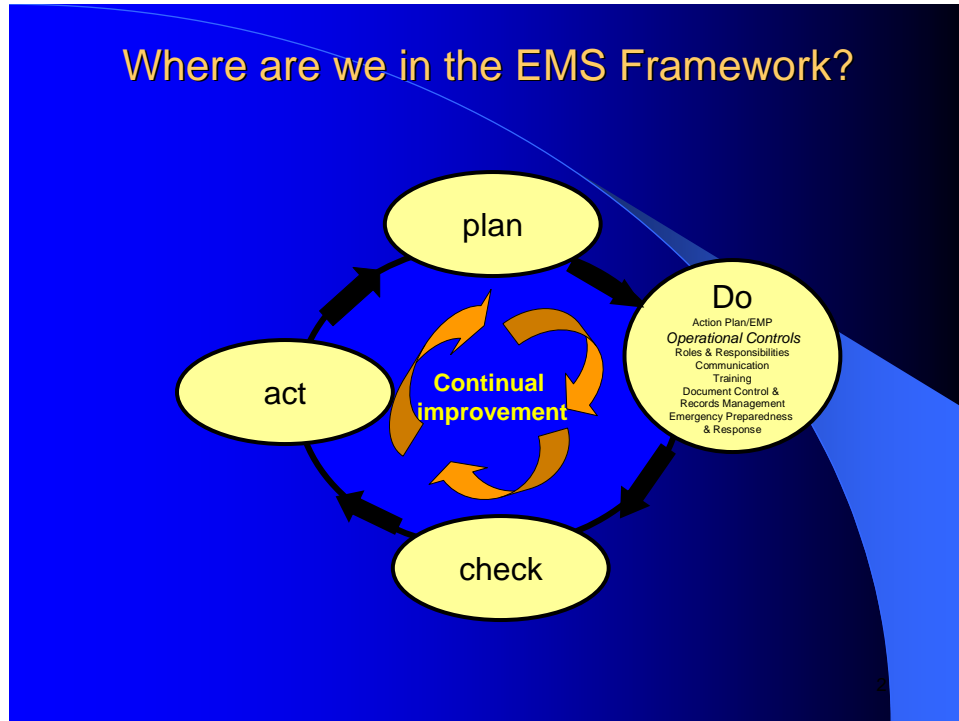 Where are we in the EMS Framework?
plan
Do
Action Plan/EMP
Operational Controls
Roles & Responsibilities
Communication
Training
Document Control &
Records Management
Emergency Preparedness
& Response
act
Continual
improvement
check
2